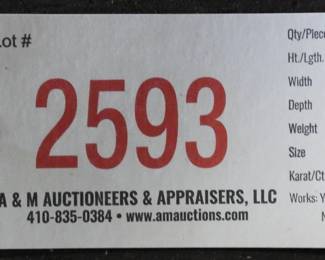 Lot #
2593
A & M AUCTIONEERS & APPRAISERS, LLC
410-835-0384 • www.amauctions.com
Qty/Piece
Ht./Lgth.
Width
Depth
Weight
Size
Karat/Ct
Works: Y
N